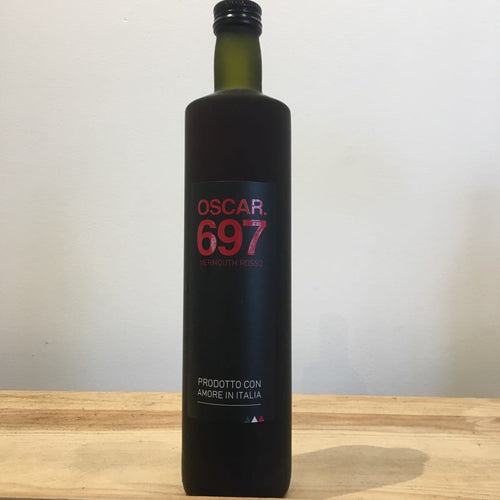 OSCAR.
697
VERMOUTH ROSSO
PRODOTTO CON
AMORE IN ITALIA